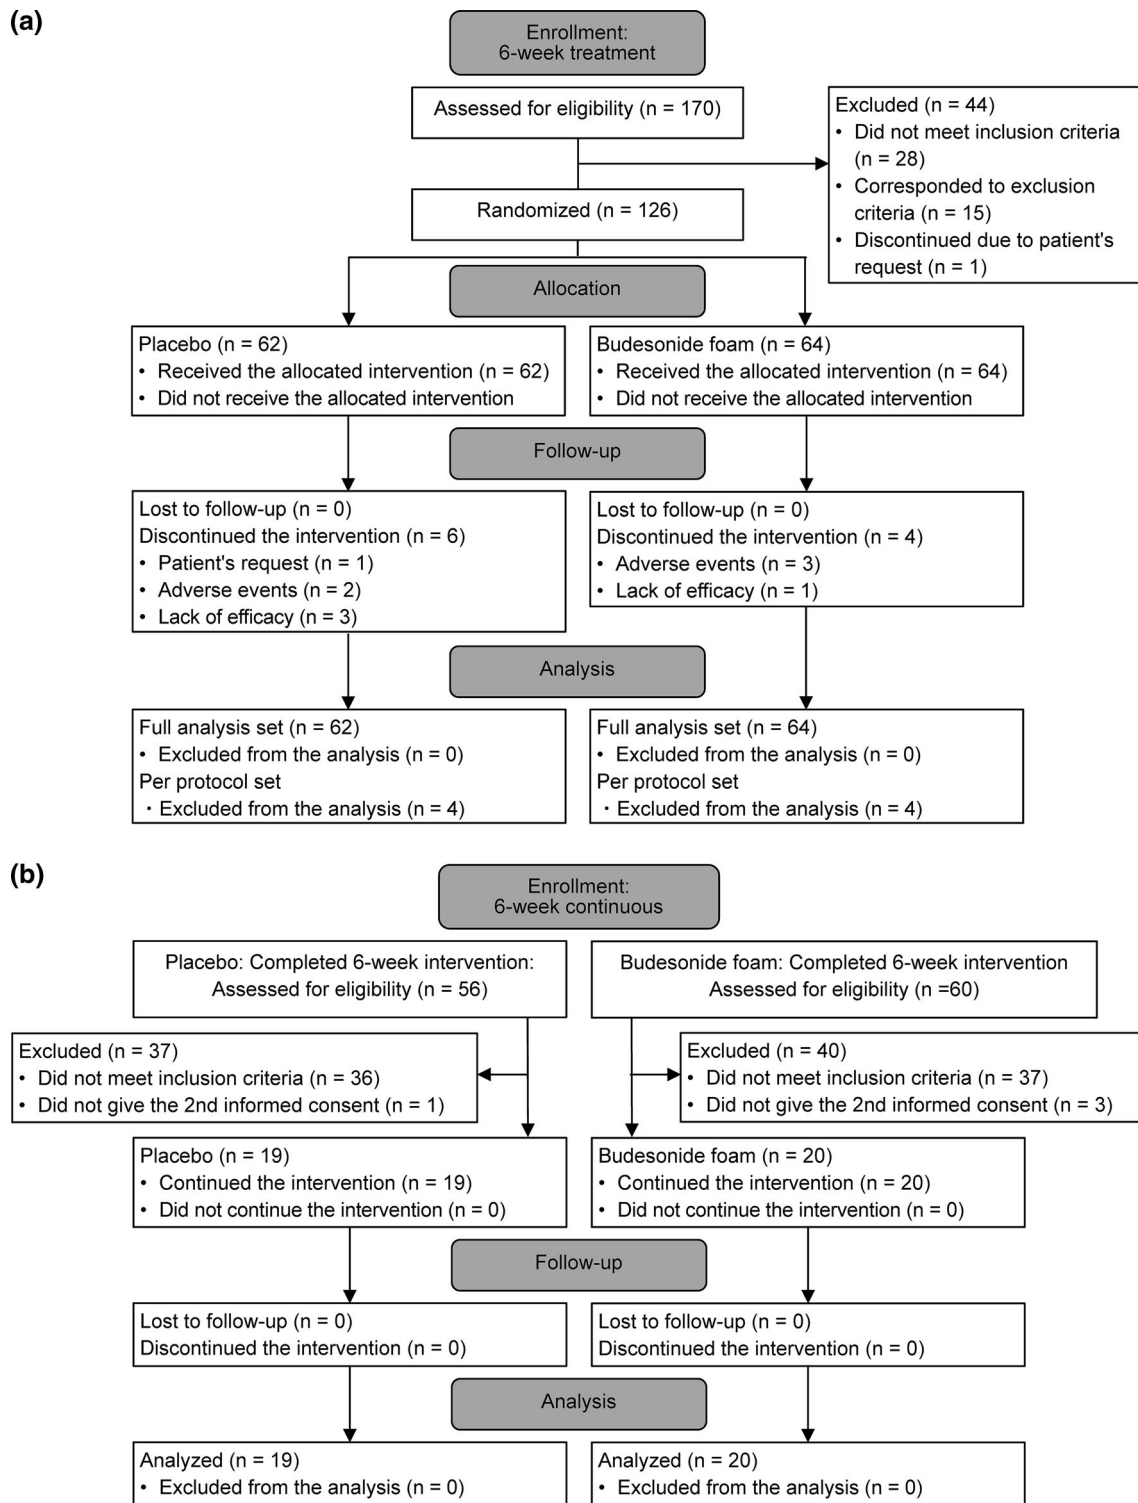 (a)
Enrollment:
6-week treatment
Assessed for eligibility (n = 170)
Excluded (n = 44)
• Did not meet inclusion criteria
(n = 28)
• Corresponded to exclusion
criteria (n = 15)
• Discontinued due to patient's
request (n = 1)
Randomized (n = 126)
Allocation
Placebo (n = 62)
• Received the allocated intervention (n = 62)
• Did not receive the allocated intervention
Budesonide foam (n = 64)
• Received the allocated intervention (n = 64)
• Did not receive the allocated intervention
Follow-up
Lost to follow-up (n = 0)
Discontinued the intervention (n = 6)
• Patient's request (n = 1)
• Adverse events (n = 2)
• Lack of efficacy (n = 3)
Lost to follow-up (n = 0)
Discontinued the intervention (n = 4)
• Adverse events (n = 3)
• Lack of efficacy (n = 1)
Analysis
Full analysis set (n = 62)
• Excluded from the analysis (n = 0)
Per protocol set
・Excluded from the analysis (n = 4)
Full analysis set (n = 64)
• Excluded from the analysis (n = 0)
Per protocol set
・Excluded from the analysis (n = 4)
(b)
Enrollment:
6-week continuous
Placebo: Completed 6-week intervention:
Assessed for eligibility (n = 56)
Budesonide foam: Completed 6-week intervention
Assessed for eligibility (n =60)
Excluded (n = 37)
• Did not meet inclusion criteria (n = 36)
• Did not give the 2nd informed consent (n = 1)
Excluded (n = 40)
• Did not meet inclusion criteria (n = 37)
• Did not give the 2nd informed consent (n = 3)
Placebo (n = 19)
• Continued the intervention (n = 19)
• Did not continue the intervention (n = 0)
Budesonide foam (n = 20)
• Continued the intervention (n = 20)
• Did not continue the intervention (n = 0)
Follow-up
Lost to follow-up (n = 0)
Discontinued the intervention (n = 0)
Lost to follow-up (n = 0)
Discontinued the intervention (n = 0)
Analysis
Analyzed (n = 19)
• Excluded from the analysis (n = 0)
Analyzed (n = 20)
• Excluded from the analysis (n = 0)